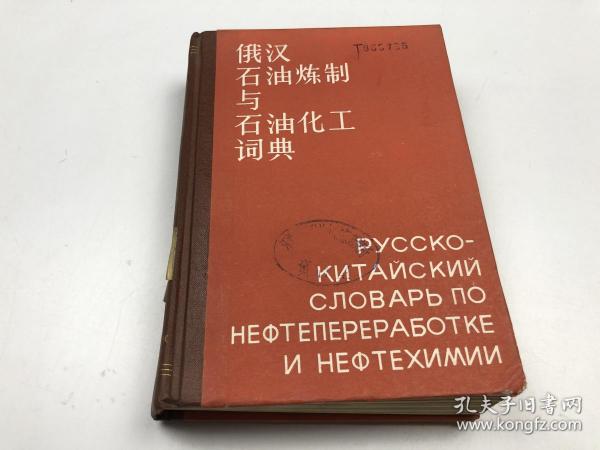 俄汉
石油炼制
与
石油化工
词典
РУССКО-
КИТАЙСКИЙ
СЛОВАРЬ ПО
НЕФТЕПЕРЕРАБОТКЕ
И НЕФТЕХИМИИ
孔夫子旧书网
www.kongfz.com